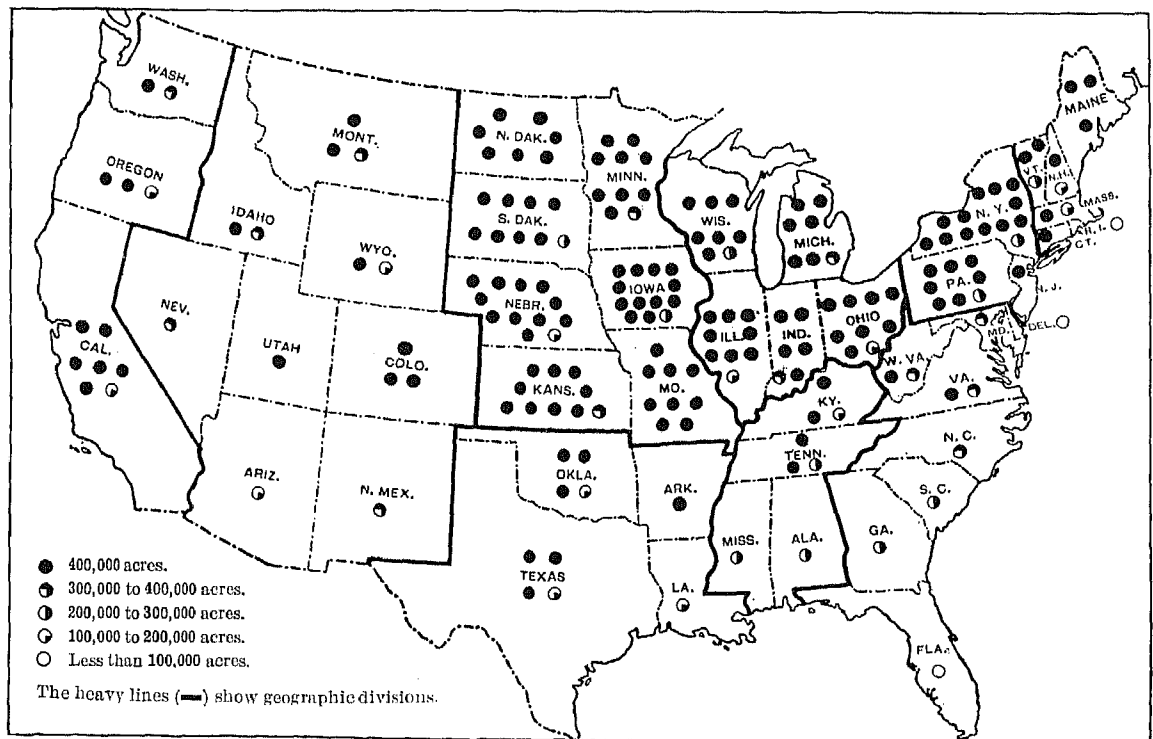 WASH.
MONT.
N. DAK.
MINN.
MAINE
OREGON
IDAHO
WYO.
S. DAK.
WIS.
MICH.
VT.
N.H.
N. Y.
MASS.
R. I.
CT.
NEV.
UTAH
COLO.
NEBR.
IOWA
ILL.
IND.
OHIO
PA.
N. J.
CAL.
KANS.
MO.
KY.
W. VA.
VA.
MD.
DEL.
ARIZ.
N. MEX.
OKLA.
ARK.
TENN.
N. C.
S. C.
TEXAS
LA.
MISS.
ALA.
GA.
FLA.
400,000 acres.
300,000 to 400,000 acres.
200,000 to 300,000 acres.
100,000 to 200,000 acres.
Less than 100,000 acres.
The heavy lines (▬) show geographic divisions.